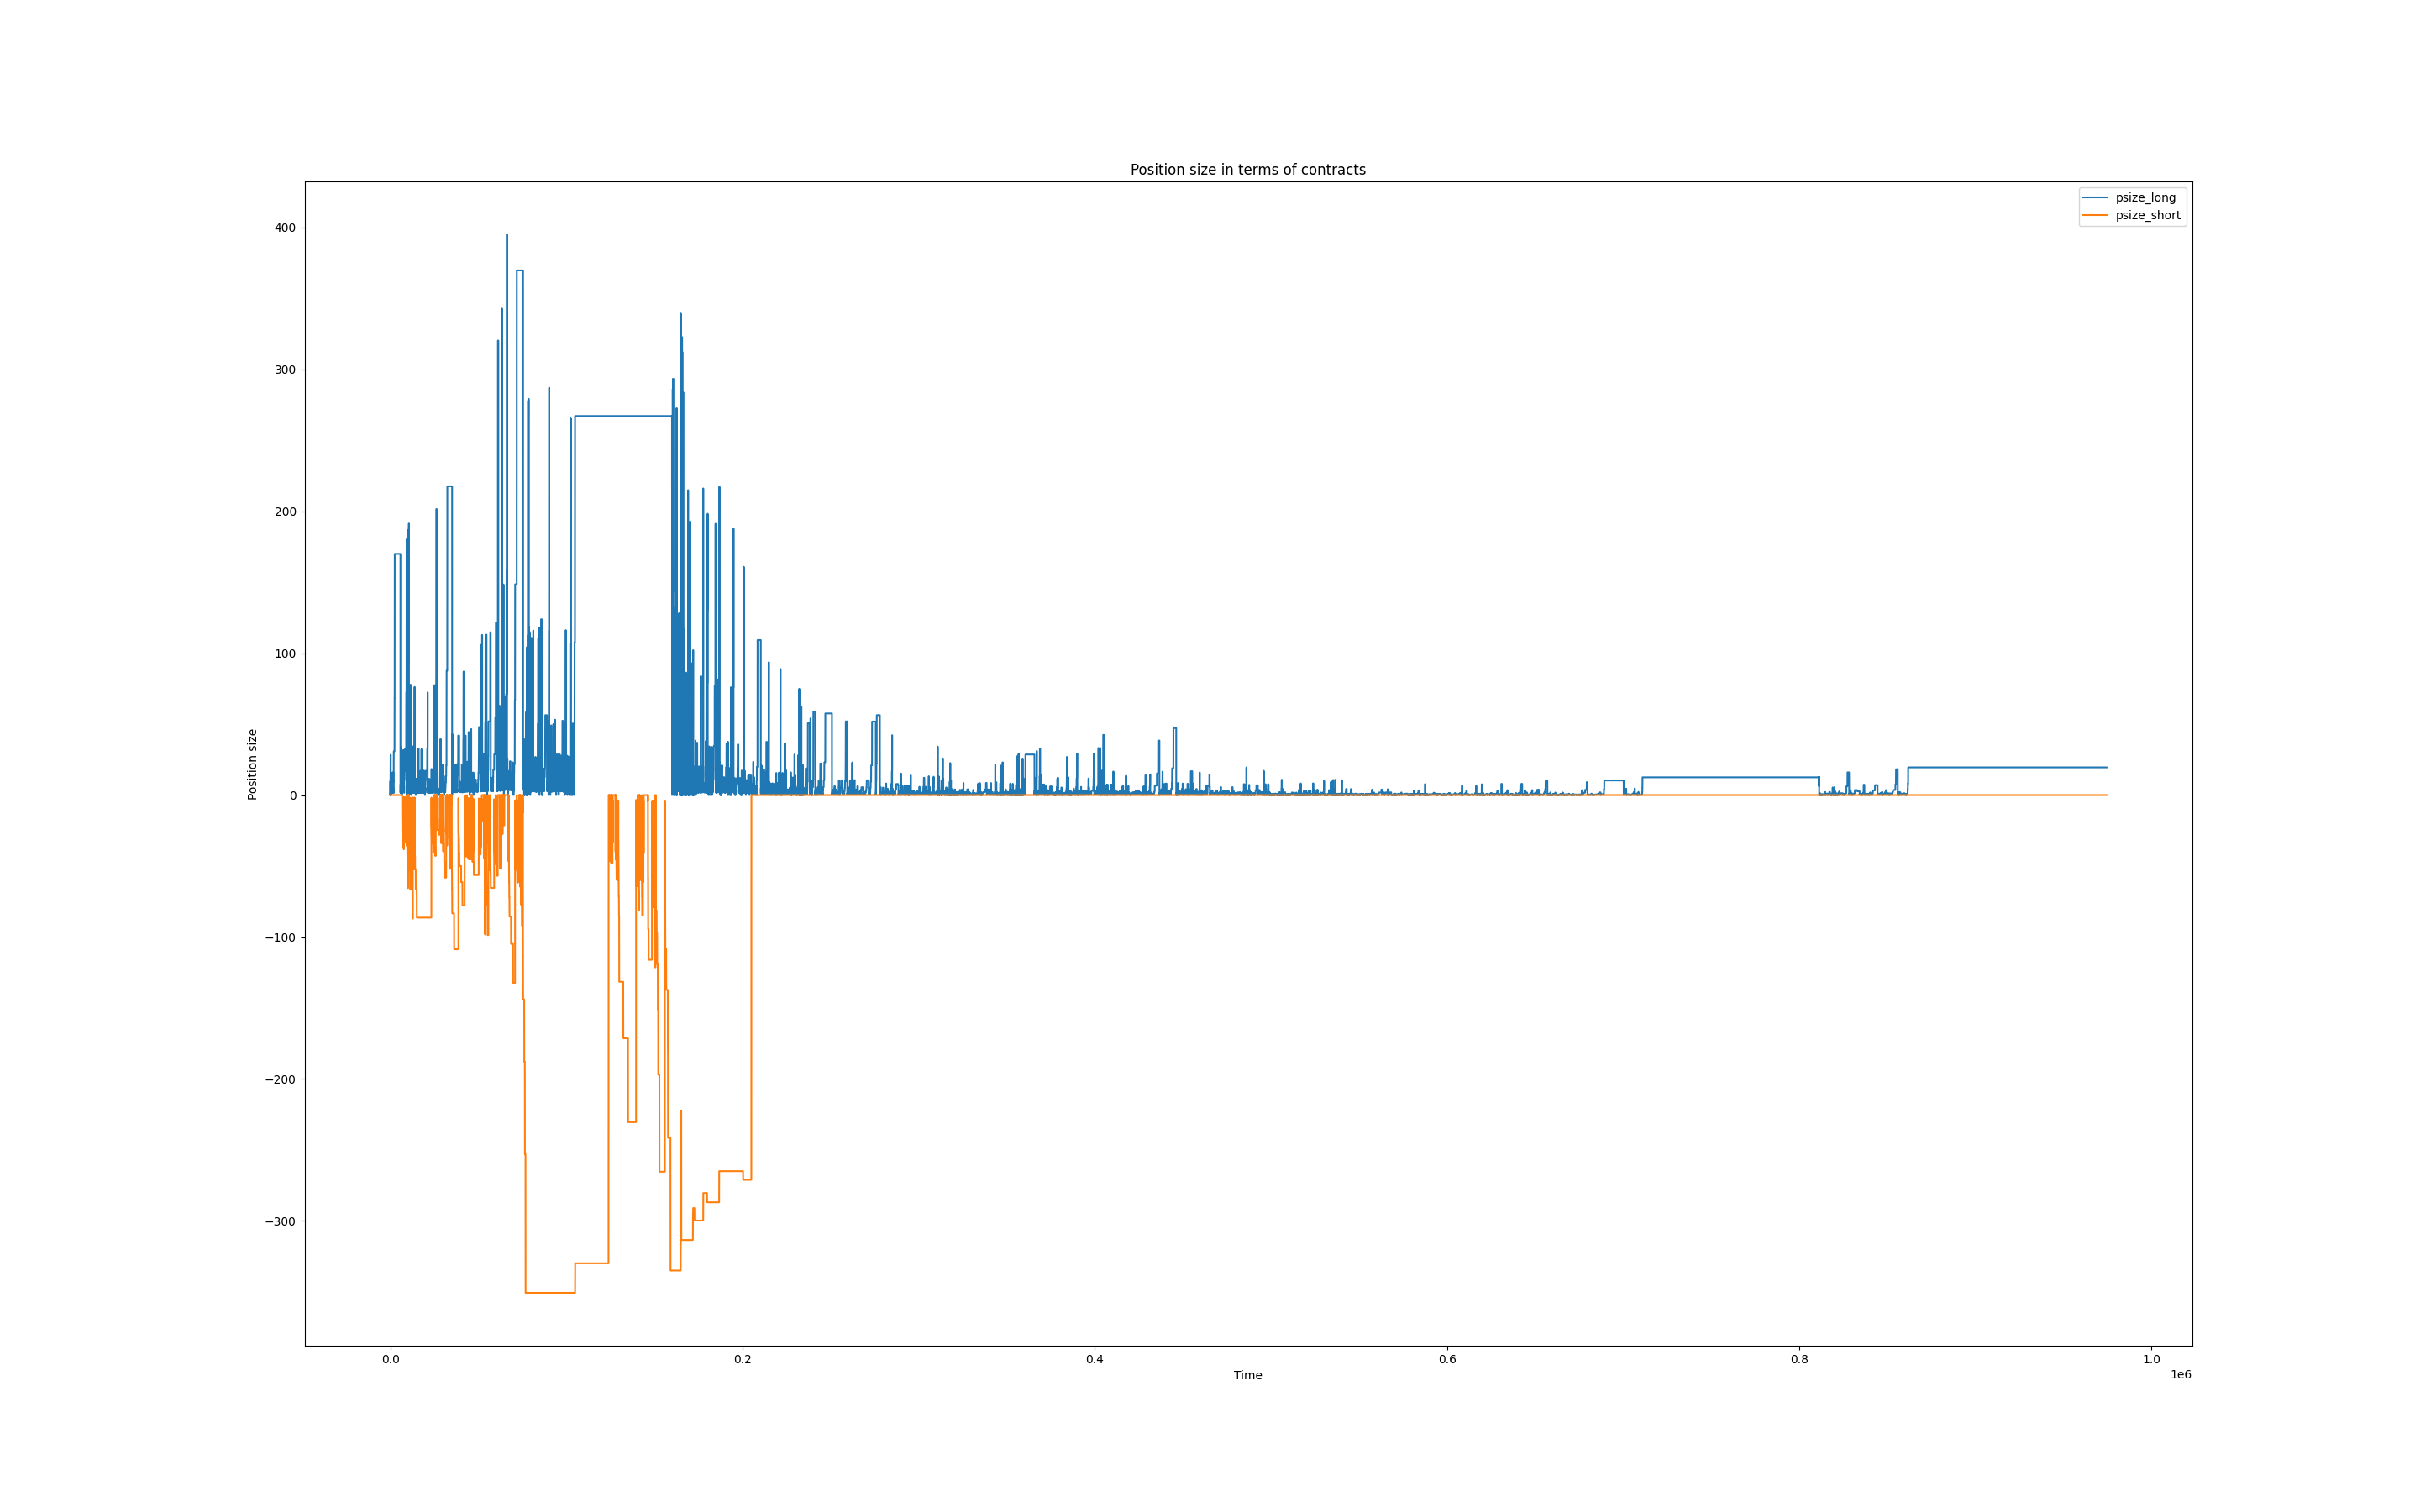 Position size in terms of contracts
psize_long
psize_short
400
300
200
100
0
−100
−200
−300
Position size
0.0
0.2
0.4
0.6
0.8
1.0
1e6
Time